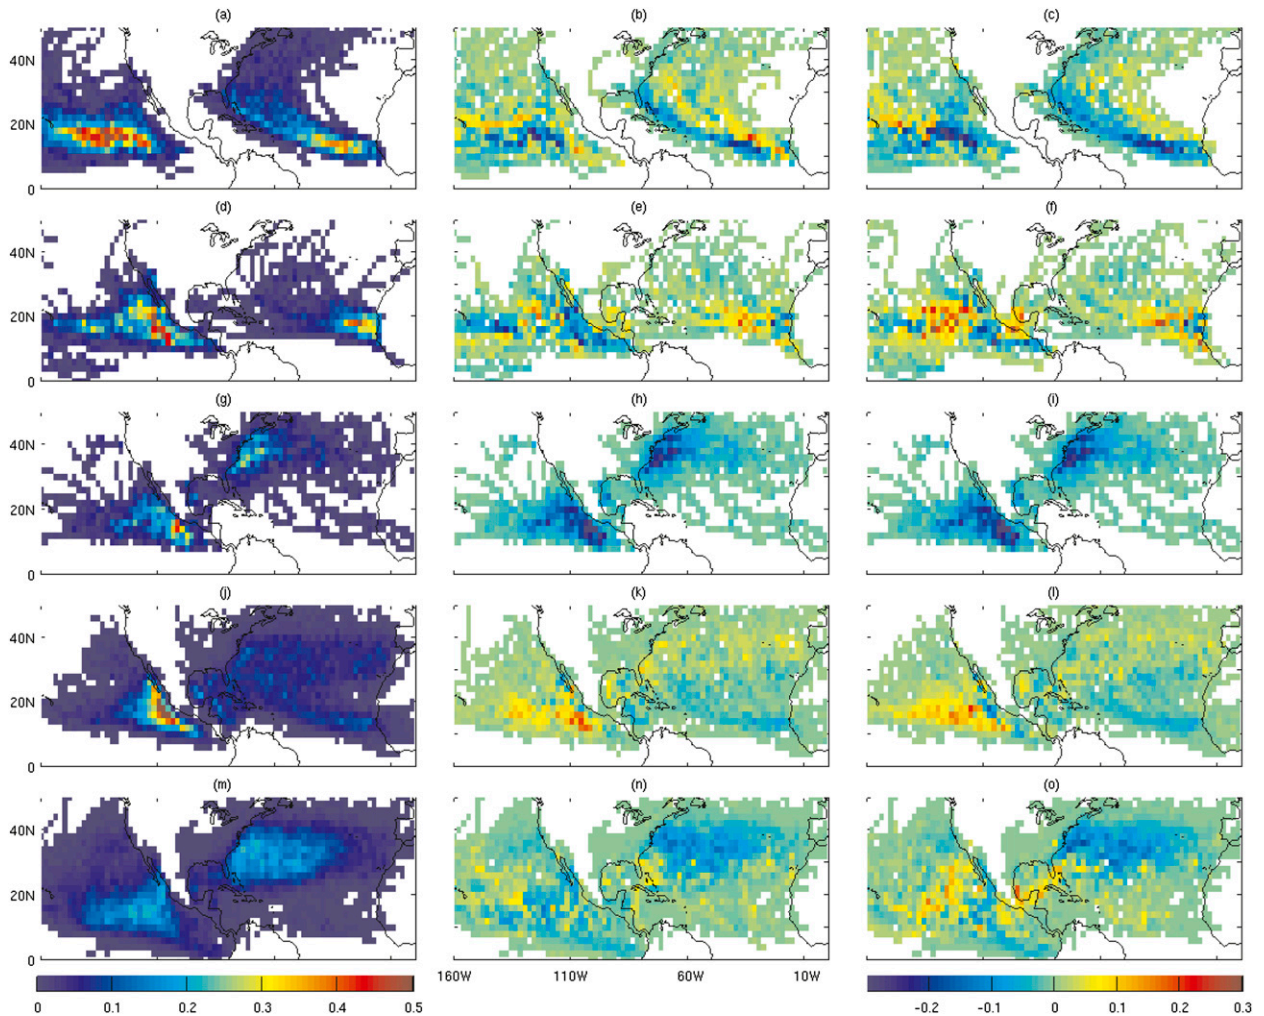 (a) (b) (c)
40N
20N
0
(d) (e) (f)
40N
20N
0
(g) (h) (i)
40N
20N
0
(j) (k) (l)
40N
20N
0
(m) (n) (o)
40N
20N
0
160W 110W 60W 10W
0 0.1 0.2 0.3 0.4 0.5
-0.2 -0.1 0 0.1 0.2 0.3